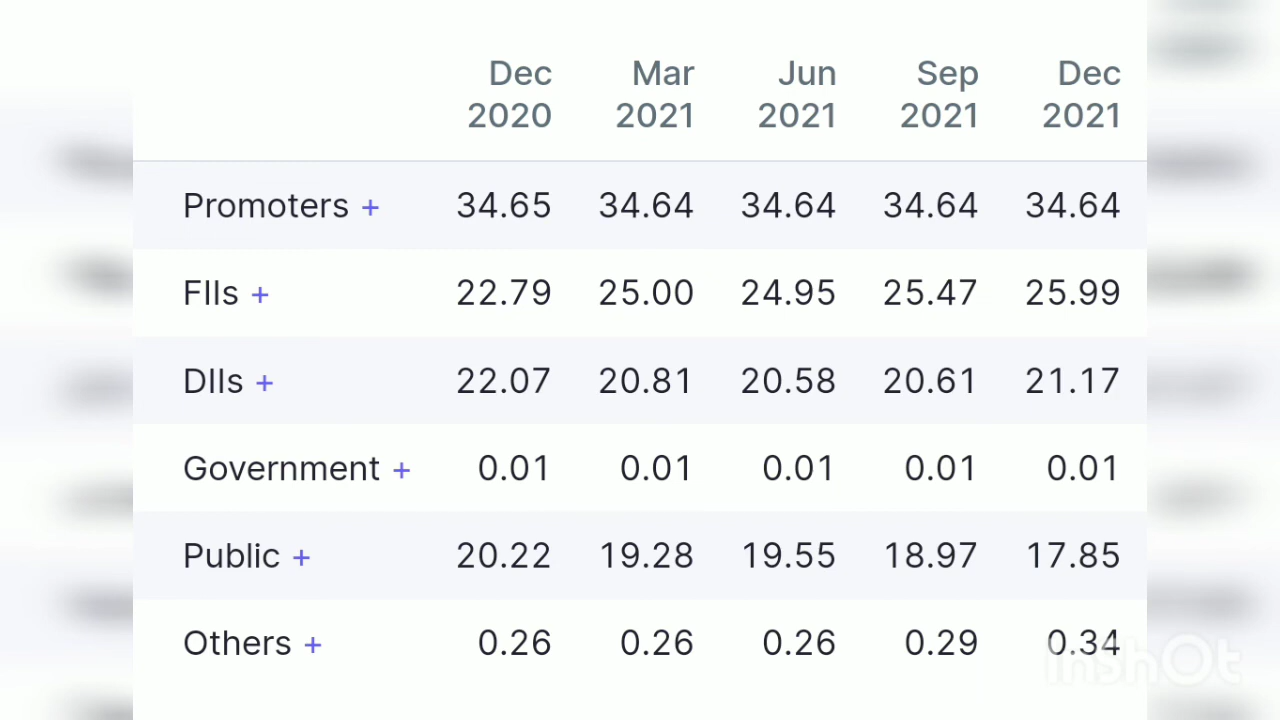 Dec Mar Jun Sep Dec
2020 2021 2021 2021 2021
Promoters + 34.65 34.64 34.64 34.64 34.64
FIIs + 22.79 25.00 24.95 25.47 25.99
DIIs + 22.07 20.81 20.58 20.61 21.17
Government + 0.01 0.01 0.01 0.01 0.01
Public + 20.22 19.28 19.55 18.97 17.85
Others + 0.26 0.26 0.26 0.29 0.34
InShOt